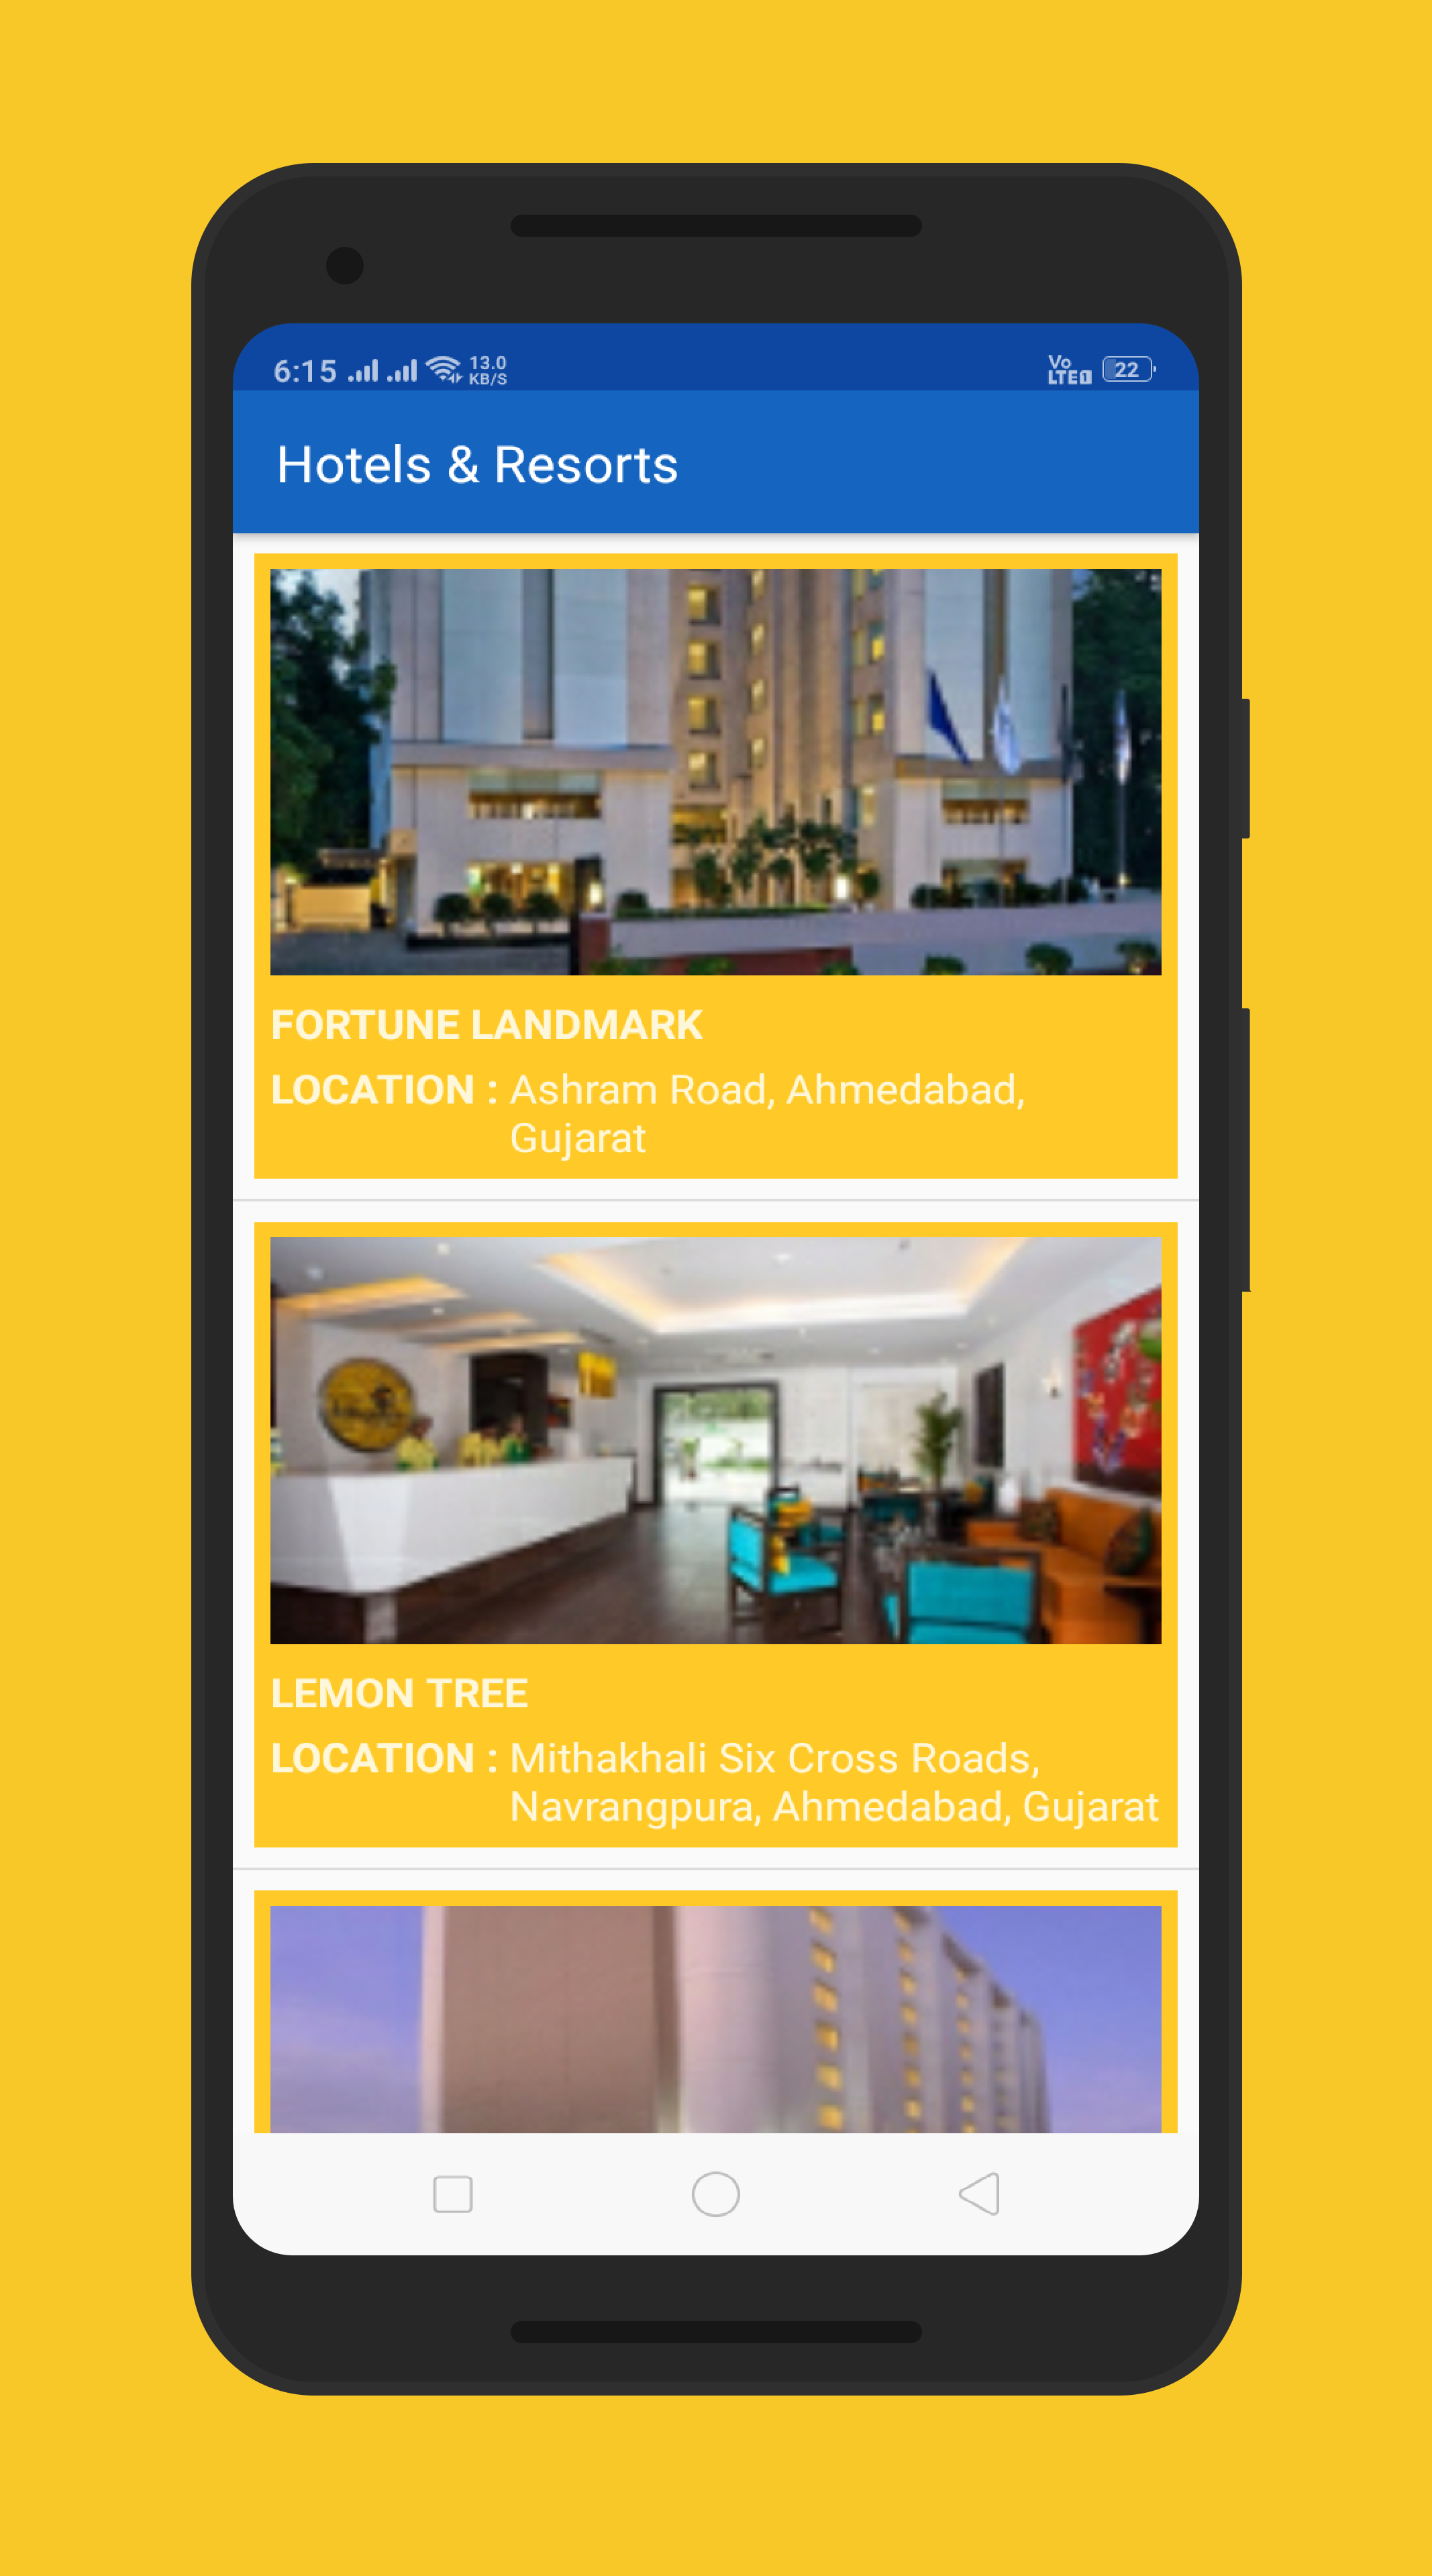 6:15 13.0 KB/S Vo LTE1 22
Hotels & Resorts
FORTUNE LANDMARK
LOCATION : Ashram Road, Ahmedabad,
Gujarat
LEMON TREE
LOCATION : Mithakhali Six Cross Roads,
Navrangpura, Ahmedabad, Gujarat